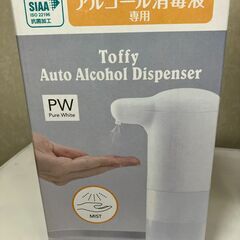 SIAA
ISO 22196
抗菌加工
アルコール消毒液
専用
Toffy
Auto Alcohol Dispenser
PW
Pure White
MIST